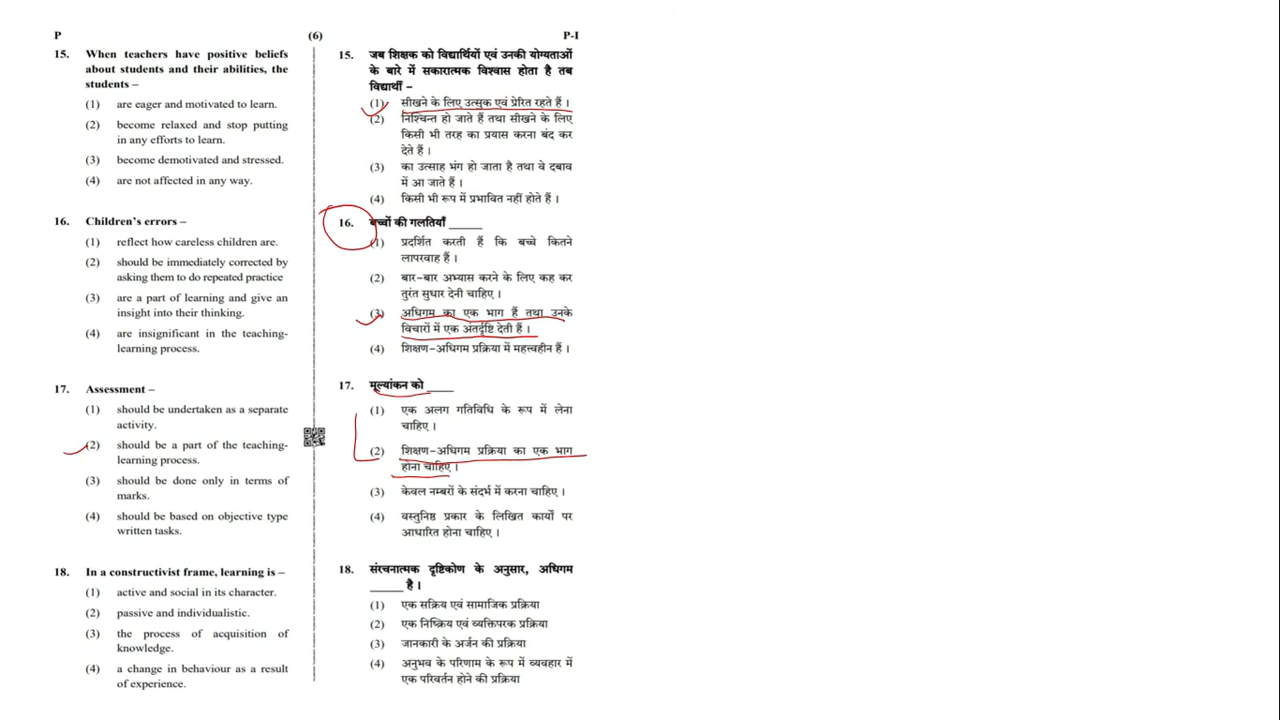 P
(6)
P-I
15. When teachers have positive beliefs
about students and their abilities, the
students –
(1) are eager and motivated to learn.
(2) become relaxed and stop putting
in any efforts to learn.
(3) become demotivated and stressed.
(4) are not affected in any way.
16. Children's errors –
(1) reflect how careless children are.
(2) should be immediately corrected by
asking them to do repeated practice
(3) are a part of learning and give an
insight into their thinking.
(4) are insignificant in the teaching-
learning process.
17. Assessment –
(1) should be undertaken as a separate
activity.
(2) should be a part of the teaching-
learning process.
(3) should be done only in terms of
marks.
(4) should be based on objective type
written tasks.
18. In a constructivist frame, learning is –
(1) active and social in its character.
(2) passive and individualistic.
(3) the process of acquisition of
knowledge.
(4) a change in behaviour as a result
of experience.
15. जब शिक्षक को विद्यार्थियों एवं उनकी योग्यताओं
के बारे में सकारात्मक विश्वास होता है तब
विद्यार्थी –
(1) सीखने के लिए उत्सुक एवं प्रेरित रहते हैं ।
(2) निश्चिन्त हो जाते हैं तथा सीखने के लिए
किसी भी तरह का प्रयास करना बंद कर
देते हैं ।
(3) का उत्साह भंग हो जाता है तथा वे दबाव
में आ जाते हैं ।
(4) किसी भी रूप में प्रभावित नहीं होते हैं ।
16. बच्चों की गलतियाँ _____
(1) प्रदर्शित करती हैं कि बच्चे कितने
लापरवाह हैं ।
(2) बार-बार अभ्यास करने के लिए कह कर
तुरंत सुधार देनी चाहिए ।
(3) अधिगम का एक भाग हैं तथा उनके
विचारों में एक अंतर्दृष्टि देती हैं ।
(4) शिक्षण-अधिगम प्रक्रिया में महत्त्वहीन हैं ।
17. मूल्यांकन को ____
(1) एक अलग गतिविधि के रूप में लेना
चाहिए ।
(2) शिक्षण-अधिगम प्रक्रिया का एक भाग
होना चाहिए ।
(3) केवल नम्बरों के संदर्भ में करना चाहिए ।
(4) वस्तुनिष्ठ प्रकार के लिखित कार्यों पर
आधारित होना चाहिए ।
18. संरचनात्मक दृष्टिकोण के अनुसार, अधिगम
_____ है ।
(1) एक सक्रिय एवं सामाजिक प्रक्रिया
(2) एक निष्क्रिय एवं व्यक्तिपरक प्रक्रिया
(3) जानकारी के अर्जन की प्रक्रिया
(4) अनुभव के परिणाम के रूप में व्यवहार में
एक परिवर्तन होने की प्रक्रिया